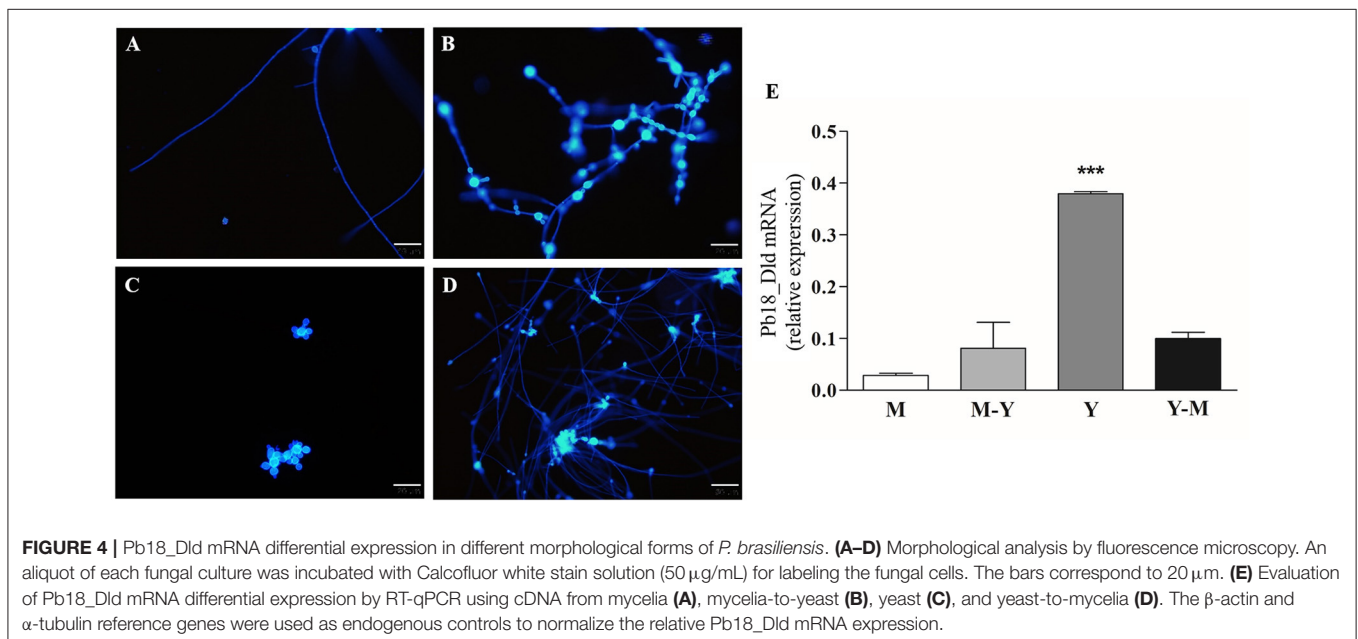 A
B
C
D
20 µm
E
0.5
0.4
0.3
0.2
0.1
0.0
Pb18_Dld mRNA
(relative experrssion)
***
M
M-Y
Y
Y-M
FIGURE 4 | Pb18_Dld mRNA differential expression in different morphological forms of P. brasiliensis. (A–D) Morphological analysis by fluorescence microscopy. An
aliquot of each fungal culture was incubated with Calcofluor white stain solution (50 µg/mL) for labeling the fungal cells. The bars correspond to 20 µm. (E) Evaluation
of Pb18_Dld mRNA differential expression by RT-qPCR using cDNA from mycelia (A), mycelia-to-yeast (B), yeast (C), and yeast-to-mycelia (D). The β-actin and
α-tubulin reference genes were used as endogenous controls to normalize the relative Pb18_Dld mRNA expression.